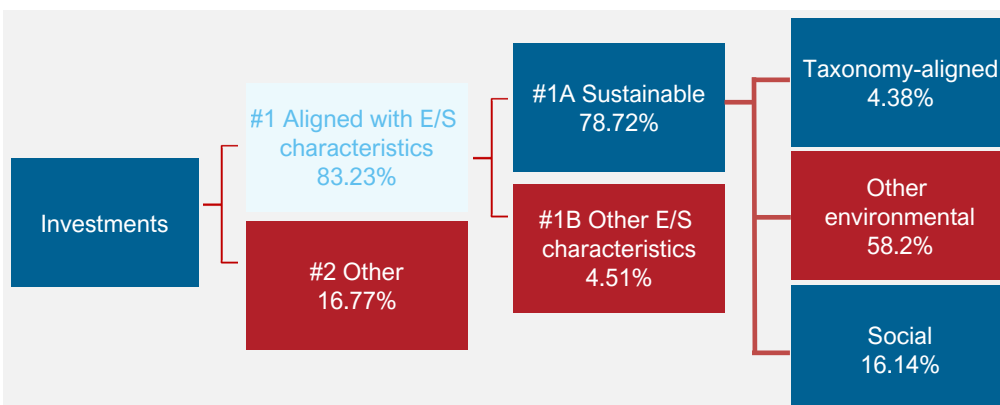 Investments
#1 Aligned with E/S
characteristics
83.23%
#2 Other
16.77%
#1A Sustainable
78.72%
#1B Other E/S
characteristics
4.51%
Taxonomy-aligned
4.38%
Other
environmental
58.2%
Social
16.14%